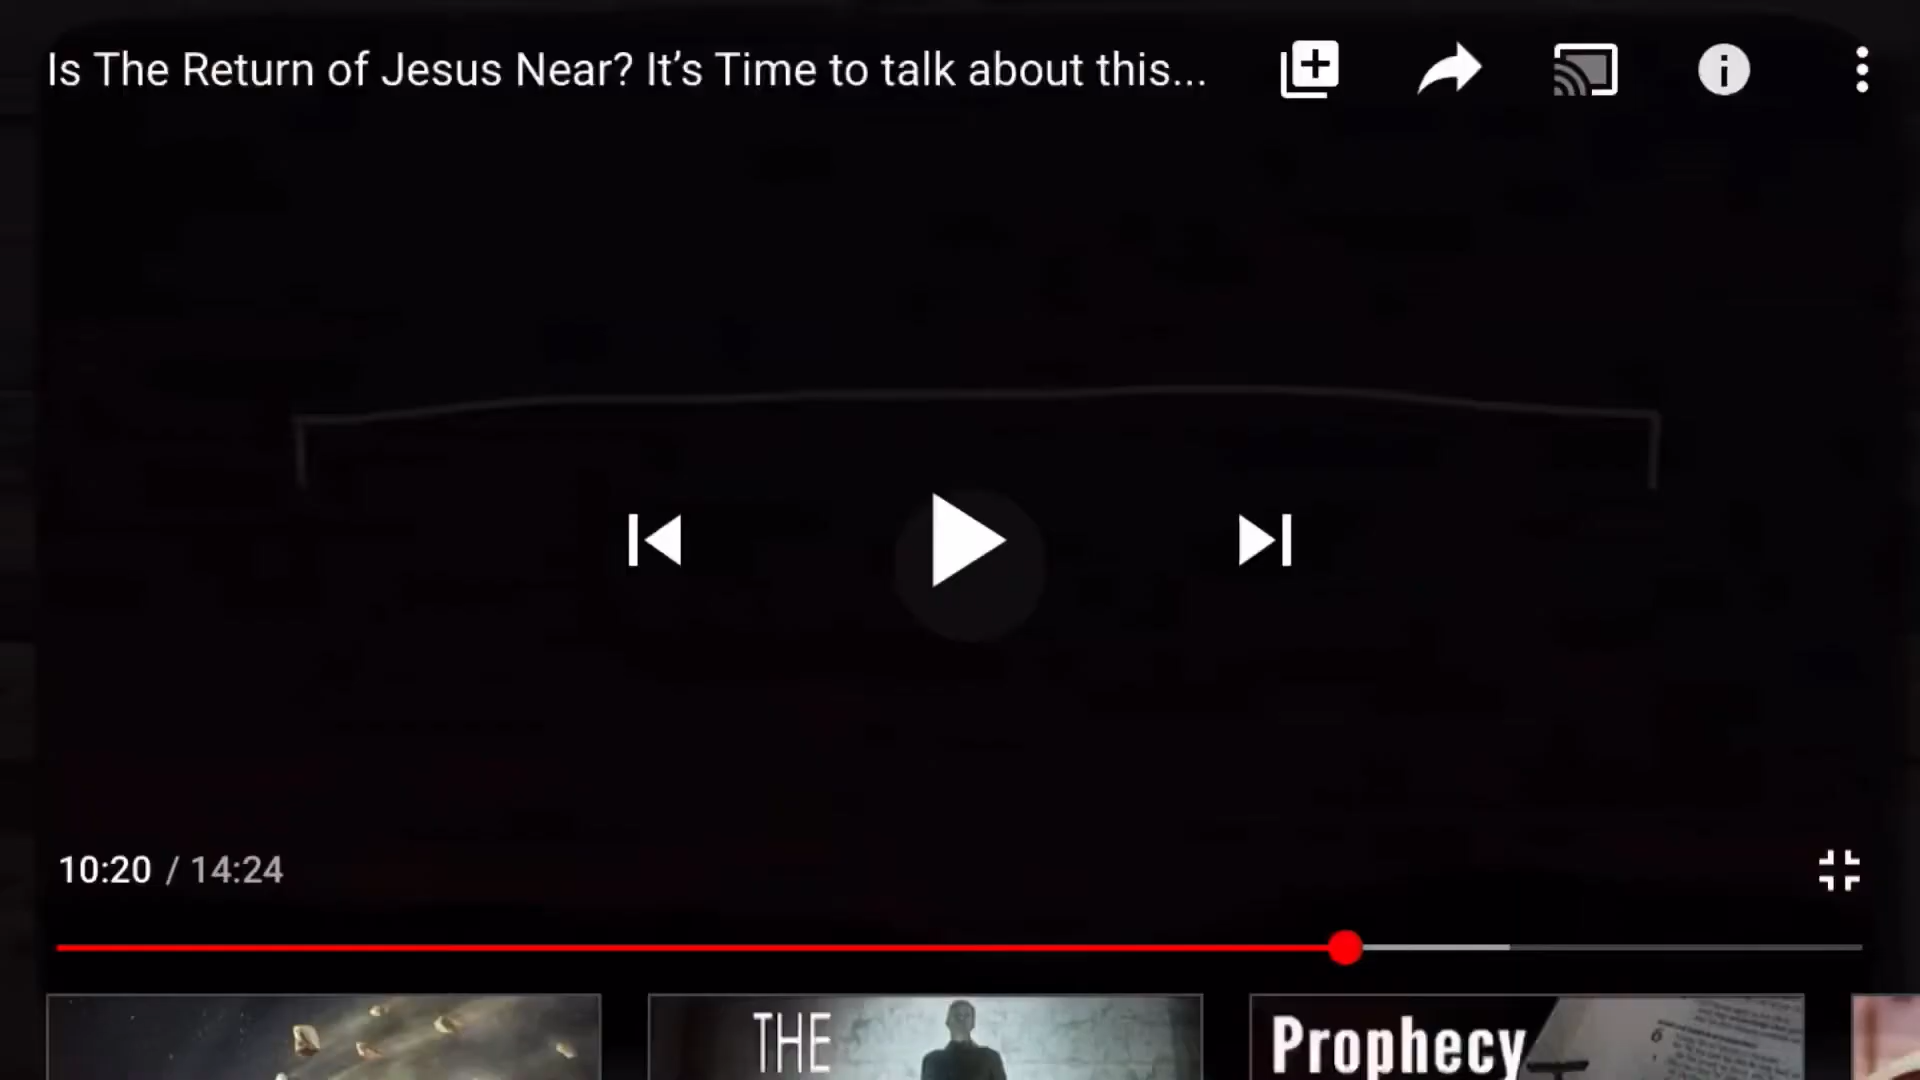 Is The Return of Jesus Near? It’s Time to talk about this...
10:20 / 14:24
THE
Prophecy